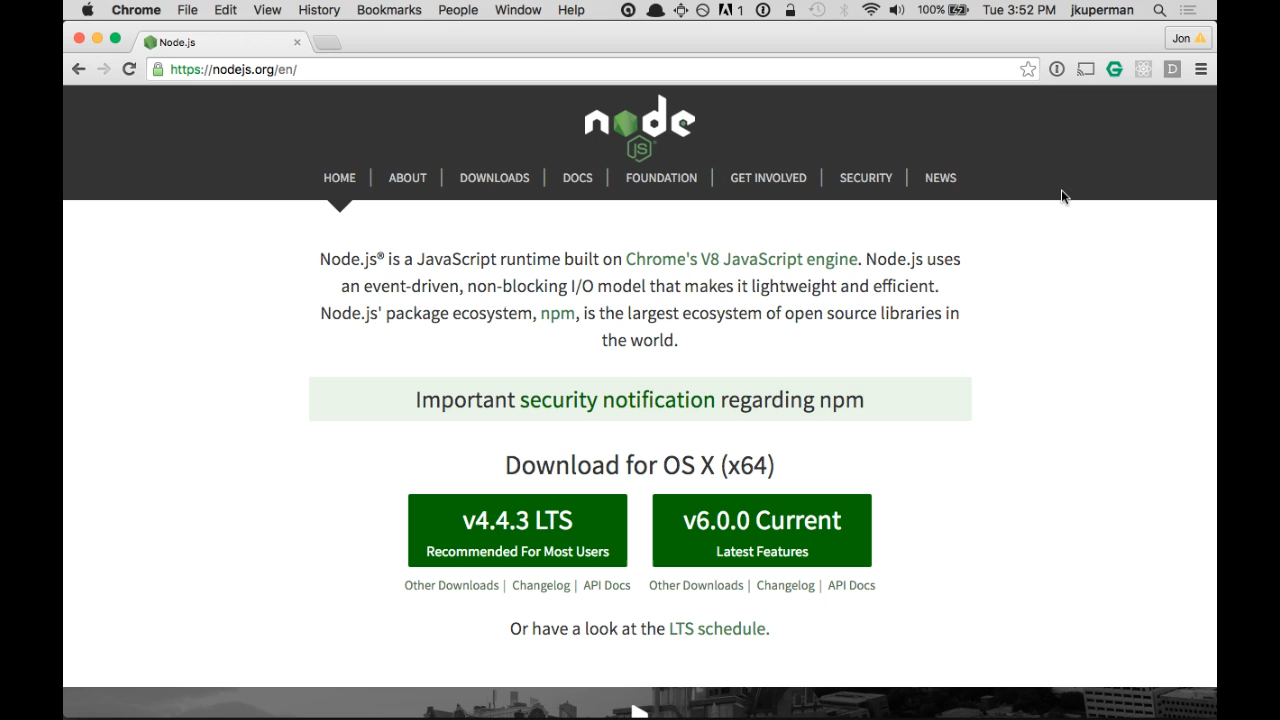 Chrome File Edit View History Bookmarks People Window Help 1 100% Tue 3:52 PM jkuperman
Node.js Jon
https://nodejs.org/en/
node
JS
HOME ABOUT DOWNLOADS DOCS FOUNDATION GET INVOLVED SECURITY NEWS
Node.js® is a JavaScript runtime built on Chrome's V8 JavaScript engine. Node.js uses
an event-driven, non-blocking I/O model that makes it lightweight and efficient.
Node.js' package ecosystem, npm, is the largest ecosystem of open source libraries in
the world.
Important security notification regarding npm
Download for OS X (x64)
v4.4.3 LTS v6.0.0 Current
Recommended For Most Users Latest Features
Other Downloads | Changelog | API Docs Other Downloads | Changelog | API Docs
Or have a look at the LTS schedule.